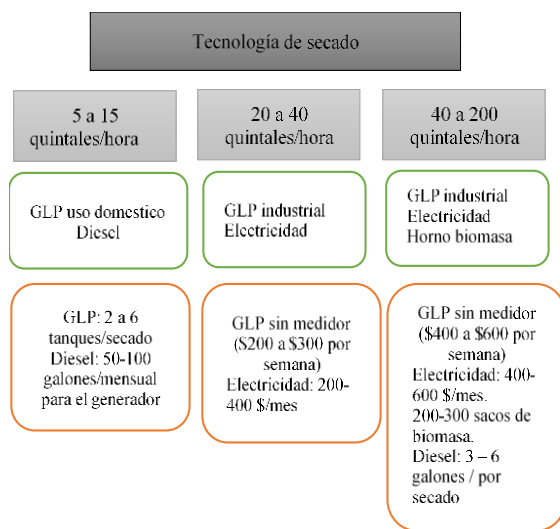 Tecnología de secado
5 a 15
quintales/hora
20 a 40
quintales/hora
40 a 200
quintales/hora
GLP uso domestico
Diesel
GLP industrial
Electricidad
GLP industrial
Electricidad
Horno biomasa
GLP: 2 a 6
tanques/secado
Diesel: 50-100
galones/mensual
para el generador
GLP sin medidor
($200 a $300 por
semana)
Electricidad: 200-
400 $/mes
GLP sin medidor
($400 a $600 por
semana)
Electricidad: 400-
600 $/mes.
200-300 sacos de
biomasa.
Diesel: 3 – 6
galones / por
secado